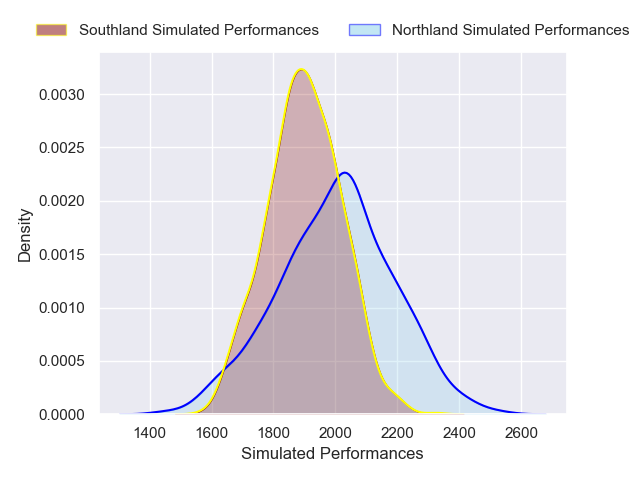 Southland Simulated Performances
Northland Simulated Performances
0.0030
0.0025
0.0020
0.0015
0.0010
0.0005
0.0000
Density
1400 1600 1800 2000 2200 2400 2600
Simulated Performances